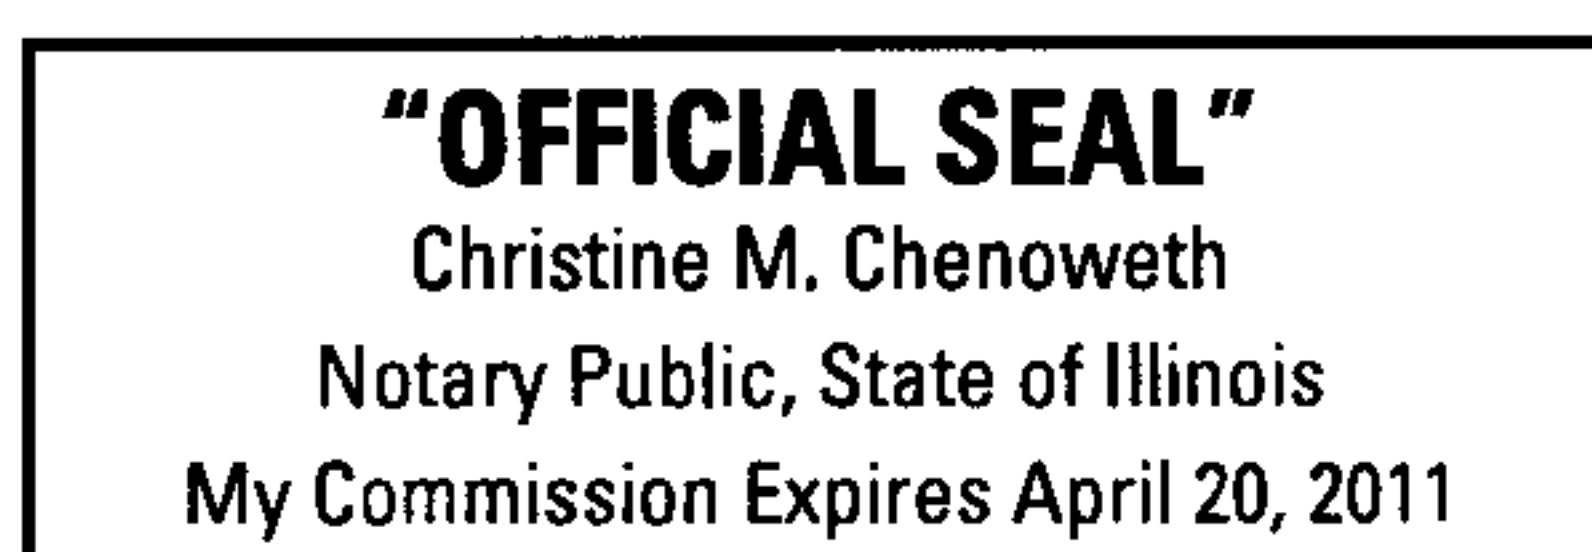 “OFFICIAL SEAL”
Christine M. Chenoweth
Notary Public, State of Illinois
My Commission Expires April 20, 2011